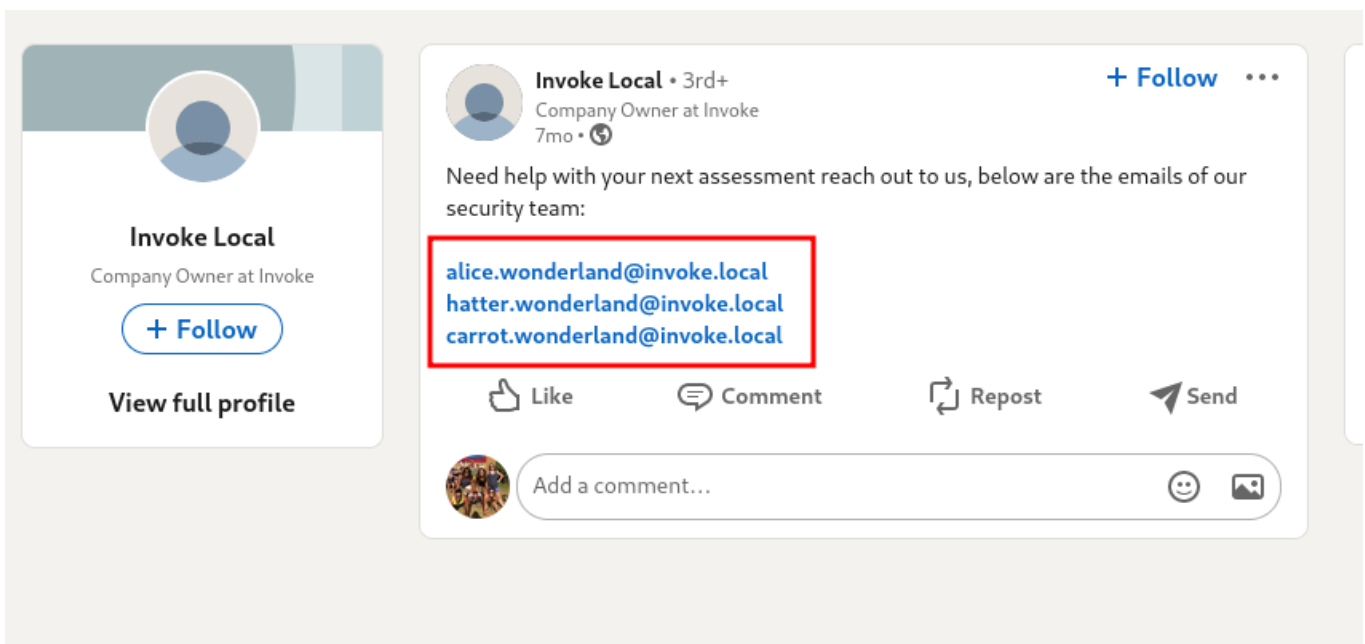 Invoke Local
Company Owner at Invoke
+ Follow
View full profile
Invoke Local • 3rd+
+ Follow
Company Owner at Invoke
7mo •
Need help with your next assessment reach out to us, below are the emails of our
security team:
alice.wonderland@invoke.local
hatter.wonderland@invoke.local
carrot.wonderland@invoke.local
Like
Comment
Repost
Send
Add a comment...